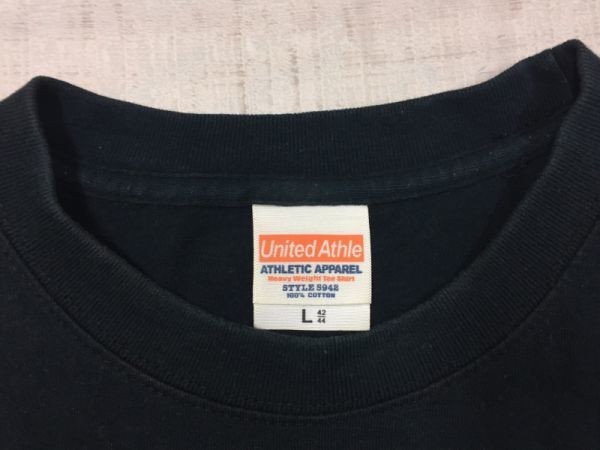 United Athle
ATHLETIC APPAREL
Heavy Weight Tee Shirt
STYLE 5942
100% COTTON
L 42/44